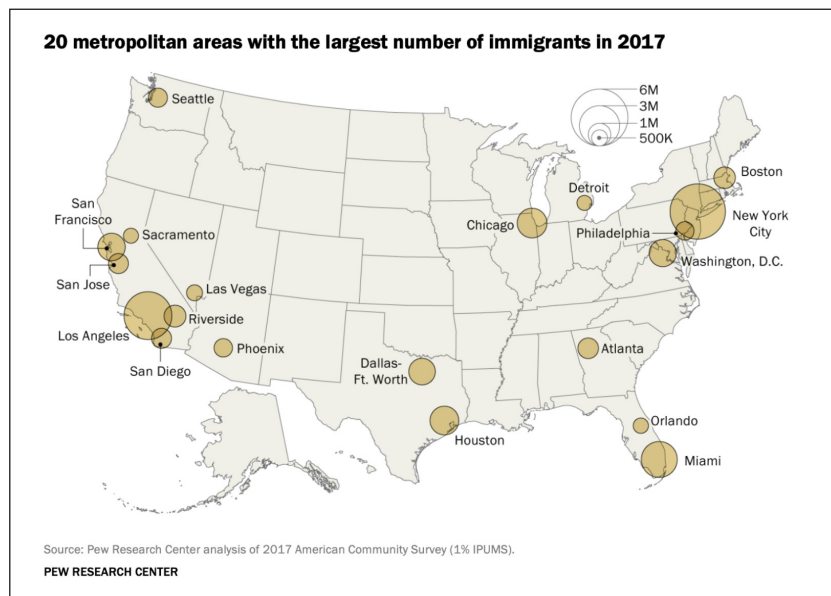 20 metropolitan areas with the largest number of immigrants in 2017
6M
3M
1M
500K
Seattle
Boston
Detroit
San
Francisco
Sacramento
Chicago
New York
City
Philadelphia
Washington, D.C.
San Jose
Las Vegas
Riverside
Los Angeles
Phoenix
San Diego
Dallas-
Ft. Worth
Atlanta
Houston
Orlando
Miami
Source: Pew Research Center analysis of 2017 American Community Survey (1% IPUMS).
PEW RESEARCH CENTER